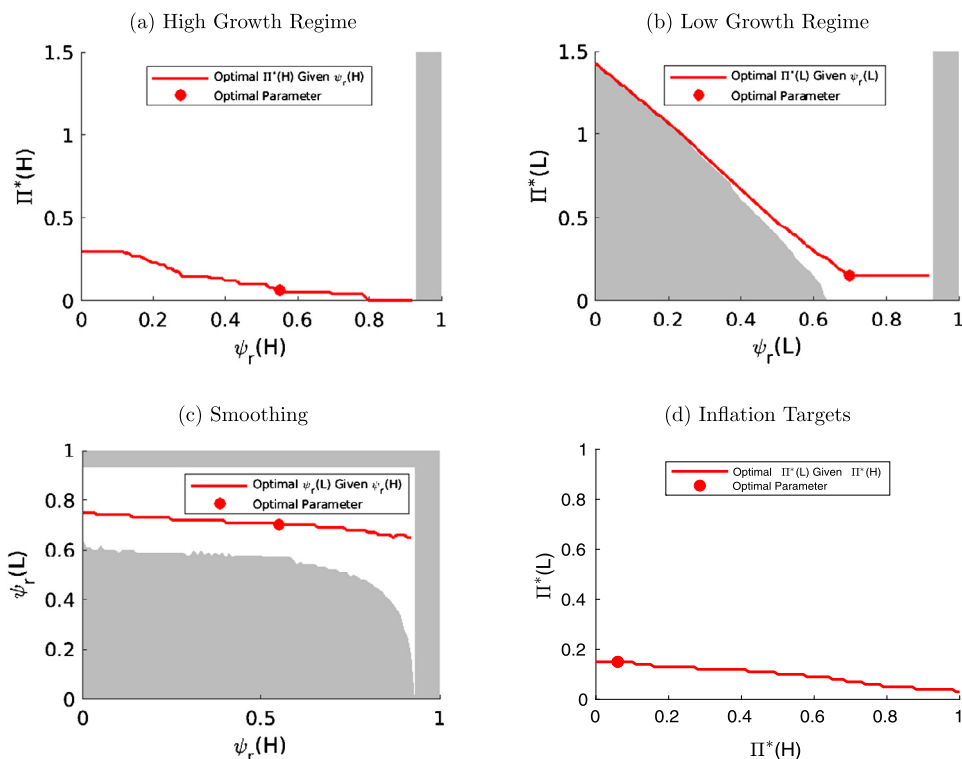 (a) High Growth Regime
1.5
1
0.5
0
Π*(H)
Optimal Π*(H) Given ψr(H)
Optimal Parameter
0 0.2 0.4 0.6 0.8 1
ψr(H)
(b) Low Growth Regime
1.5
1
0.5
0
Π*(L)
Optimal Π*(L) Given ψr(L)
Optimal Parameter
0 0.2 0.4 0.6 0.8 1
ψr(L)
(c) Smoothing
1
0.8
0.6
0.4
0.2
0
ψr(L)
Optimal ψr(L) Given ψr(H)
Optimal Parameter
0 0.5 1
ψr(H)
(d) Inflation Targets
1
0.8
0.6
0.4
0.2
0
Π*(L)
Optimal Π*(L) Given Π*(H)
Optimal Parameter
0 0.2 0.4 0.6 0.8 1
Π*(H)